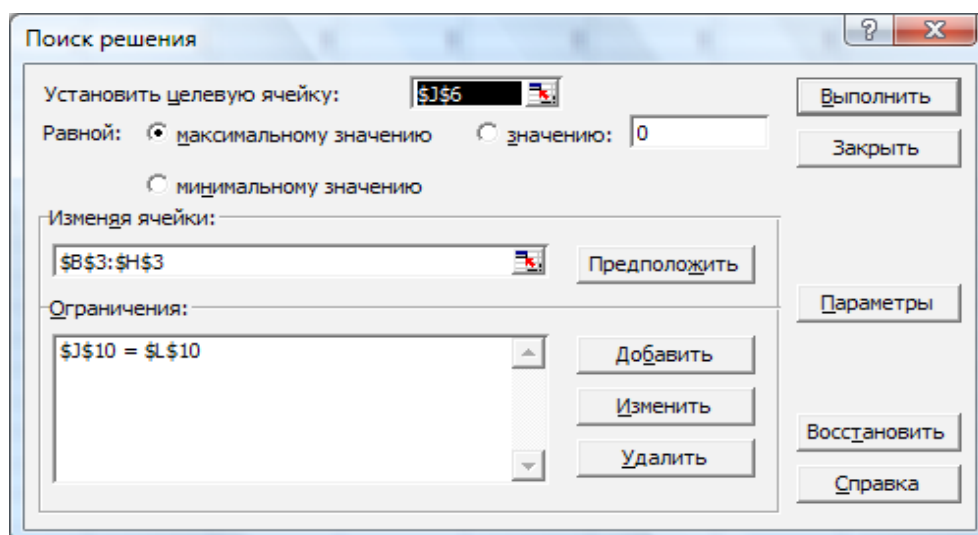 Поиск решения
?
Установить целевую ячейку: $J$6
Выполнить
Равной: максимальному значению значению: 0
Закрыть
минимальному значению
Изменяя ячейки:
$B$3:$H$3
Предположить
Ограничения:
Параметры
$J$10 = $L$10
Добавить
Изменить
Восстановить
Удалить
Справка